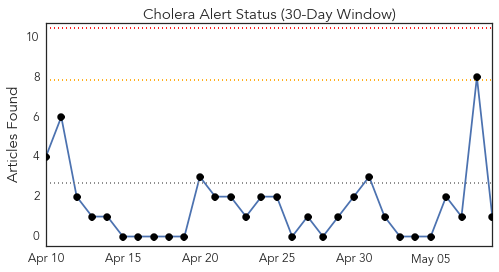 Cholera Alert Status (30-Day Window)
Articles Found
10
8
6
4
2
0
Apr 10 Apr 15 Apr 20 Apr 25 Apr 30 May 05